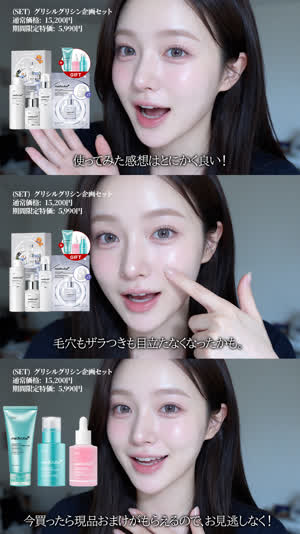 (SET) グリシルグリシン企画セット
通常価格: 15,200円
期間限定特価: 5,990円
GIFT
使ってみた感想はとにかく良い！
(SET) グリシルグリシン企画セット
通常価格: 15,200円
期間限定特価: 5,990円
GIFT
毛穴もザラつきも目立たなくなったかも。
(SET) グリシルグリシン企画セット
通常価格: 15,200円
期間限定特価: 5,990円
medicube
今買ったら現品おまけがもらえるので、お見逃しなく！